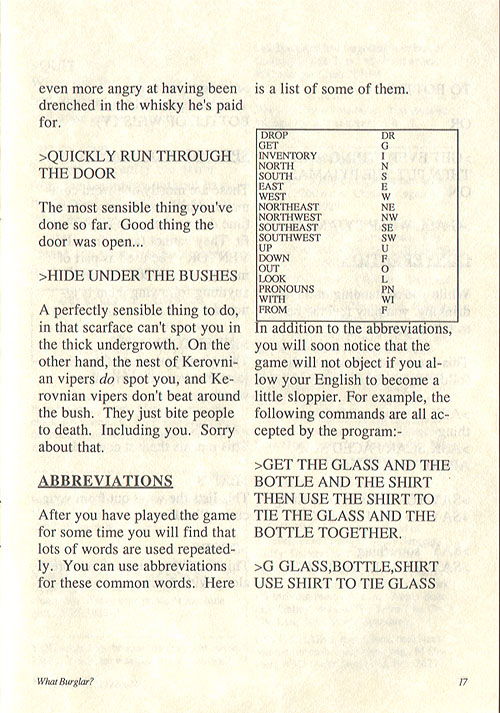 even more angry at having been
drenched in the whisky he's paid
for.
>QUICKLY RUN THROUGH
THE DOOR
The most sensible thing you've
done so far. Good thing the
door was open...
>HIDE UNDER THE BUSHES
A perfectly sensible thing to do,
in that scarface can't spot you in
the thick undergrowth. On the
other hand, the nest of Kerovni-
an vipers do spot you, and Ke-
rovnian vipers don't beat around
the bush. They just bite people
to death. Including you. Sorry
about that.
ABBREVIATIONS
After you have played the game
for some time you will find that
lots of words are used repeated-
ly. You can use abbreviations
for these common words. Here
is a list of some of them.
DROP DR
GET G
INVENTORY I
NORTH N
SOUTH S
EAST E
WEST W
NORTHEAST NE
NORTHWEST NW
SOUTHEAST SE
SOUTHWEST SW
UP U
DOWN F
OUT O
LOOK L
PRONOUNS PN
WITH WI
FROM F
In addition to the abbreviations,
you will soon notice that the
game will not object if you al-
low your English to become a
little sloppier. For example, the
following commands are all ac-
cepted by the program:-
>GET THE GLASS AND THE
BOTTLE AND THE SHIRT
THEN USE THE SHIRT TO
TIE THE GLASS AND THE
BOTTLE TOGETHER.
>G GLASS,BOTTLE,SHIRT
USE SHIRT TO TIE GLASS
What Burglar? 17